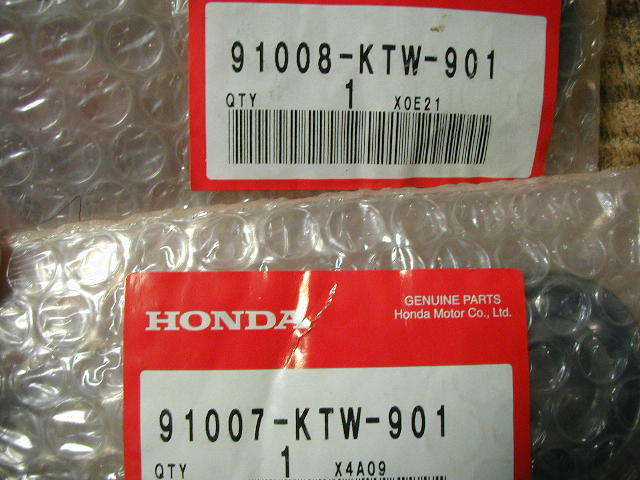 91008-KTW-901
QTY 1 X0E21
HONDA
GENUINE PARTS
Honda Motor Co., Ltd.
91007-KTW-901
QTY 1 X4A09